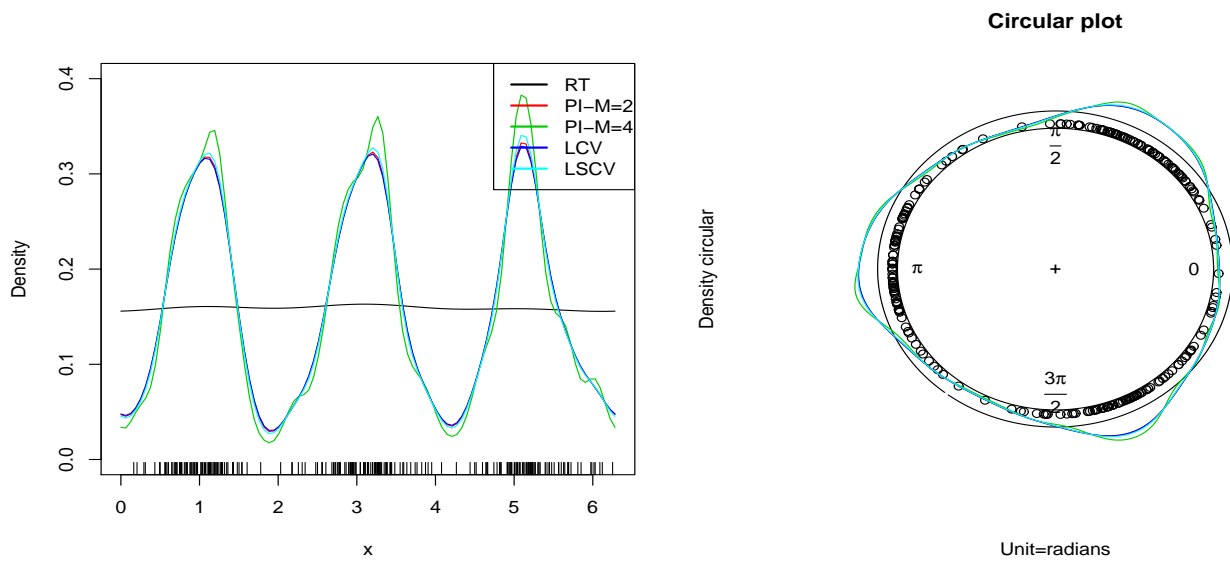 Circular plot
0.4
0.3
0.2
0.1
0.0
Density
RT
PI−M=2
PI−M=4
LCV
LSCV
0 1 2 3 4 5 6
x
Density circular
π
2
π
+
0
3π
2
Unit=radians